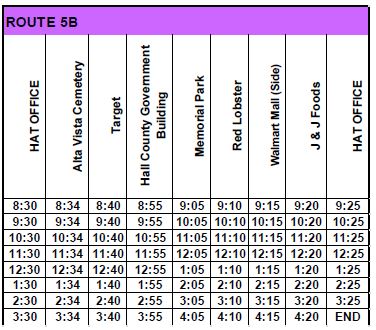 ROUTE 5B
HAT OFFICE
Alta Vista Cemetery
Target
Hall County Government
Building
Memorial Park
Red Lobster
Walmart Mall (Side)
J & J Foods
HAT OFFICE
8:30 8:34 8:40 8:55 9:05 9:10 9:15 9:20 9:25
9:30 9:34 9:40 9:55 10:05 10:10 10:15 10:20 10:25
10:30 10:34 10:40 10:55 11:05 11:10 11:15 11:20 11:25
11:30 11:34 11:40 11:55 12:05 12:10 12:15 12:20 12:25
12:30 12:34 12:40 12:55 1:05 1:10 1:15 1:20 1:25
1:30 1:34 1:40 1:55 2:05 2:10 2:15 2:20 2:25
2:30 2:34 2:40 2:55 3:05 3:10 3:15 3:20 3:25
3:30 3:34 3:40 3:55 4:05 4:10 4:15 4:20 END